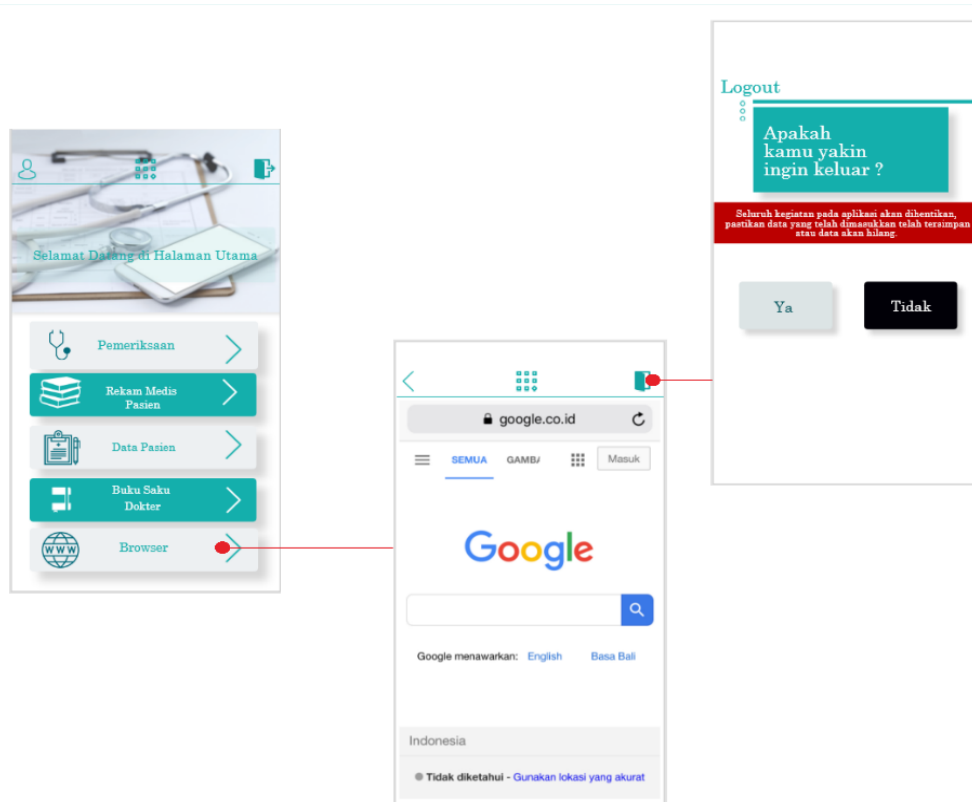 Selamat Datang di Halaman Utama
Pemeriksaan
Rekam Medis
Pasien
Data Pasien
Buku Saku
Dokter
WWW
Browser
google.co.id
SEMUA GAMBA
Masuk
Google
Google menawarkan: English Basa Bali
Indonesia
Tidak diketahui - Gunakan lokasi yang akurat
Logout
Apakah
kamu yakin
ingin keluar ?
Seluruh kegiatan pada aplikasi akan dihentikan,
pastikan data yang telah dimasukkan telah tersimpan
atau data akan hilang.
Ya Tidak